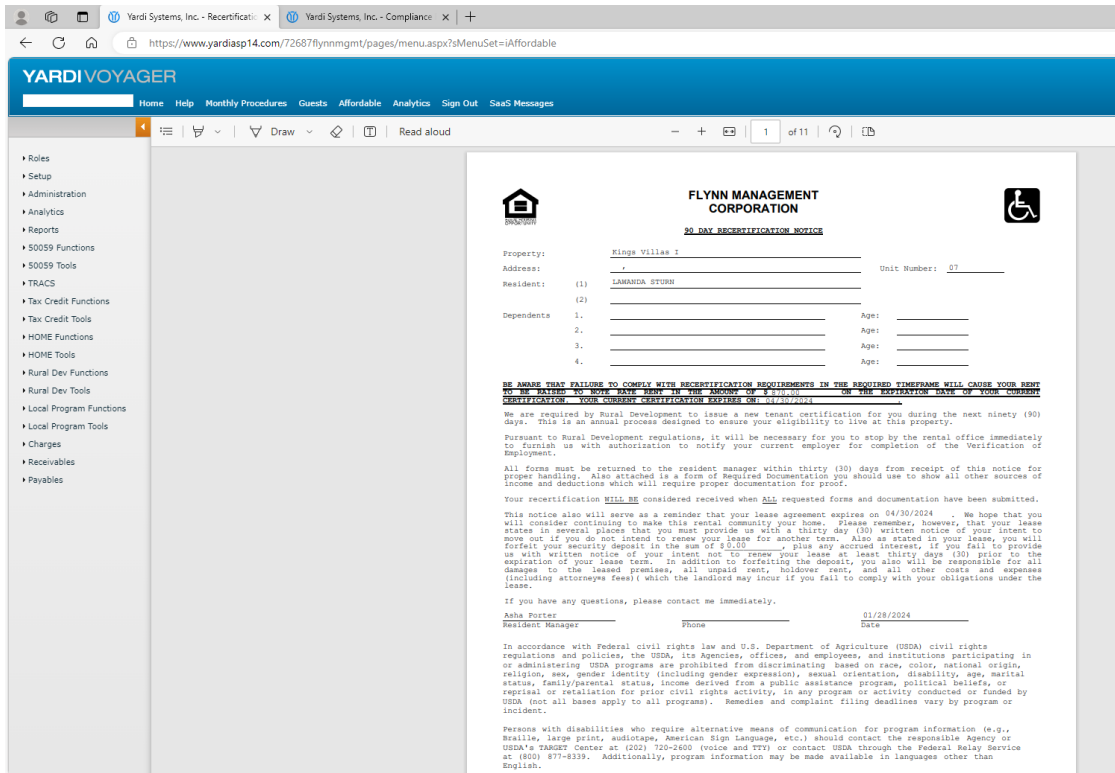 Yardi Systems, Inc. - Recertificatio
Yardi Systems, Inc. - Compliance
https://www.yardiasp14.com/72687flynnmgmt/pages/menu.aspx?sMenuSet=iAffordable
YARDI VOYAGER
Home Help Monthly Procedures Guests Affordable Analytics Sign Out SaaS Messages
Draw
Read aloud
1 of 11
Roles
Setup
Administration
Analytics
Reports
50059 Functions
50059 Tools
TRACS
Tax Credit Functions
Tax Credit Tools
HOME Functions
HOME Tools
Rural Dev Functions
Rural Dev Tools
Local Program Functions
Local Program Tools
Charges
Receivables
Payables
FLYNN MANAGEMENT
CORPORATION
90 DAY RECERTIFICATION NOTICE
Property: Kings Villas I
Address: , Unit Number: 07
Resident: (1) LAWANDA STURN
(2)
Dependents 1. Age:
2. Age:
3. Age:
4. Age:
BE AWARE THAT FAILURE TO COMPLY WITH RECERTIFICATION REQUIREMENTS IN THE REQUIRED TIMEFRAME WILL CAUSE YOUR RENT
TO BE RAISED TO NOTE RATE RENT IN THE AMOUNT OF $ 870.00 ON THE EXPIRATION DATE OF YOUR CURRENT
CERTIFICATION. YOUR CURRENT CERTIFICATION EXPIRES ON: 04/30/2024 .
We are required by Rural Development to issue a new tenant certification for you during the next ninety (90)
days. This is an annual process designed to ensure your eligibility to live at this property.
Pursuant to Rural Development regulations, it will be necessary for you to stop by the rental office immediately
to furnish us with authorization to notify your current employer for completion of the Verification of
Employment.
All forms must be returned to the resident manager within thirty (30) days from receipt of this notice for
proper handling. Also attached is a form of Required Documentation you should use to show all other sources of
income and deductions which will require proper documentation for proof.
Your recertification WILL BE considered received when ALL requested forms and documentation have been submitted.
This notice also will serve as a reminder that your lease agreement expires on 04/30/2024 . We hope that you
will consider continuing to make this rental community your home. Please remember, however, that your lease
states in several places that you must provide us with a thirty day (30) written notice of your intent to
move out if you do not intend to renew your lease for another term. Also as stated in your lease, you will
forfeit your security deposit in the sum of $ 0.00 , plus any accrued interest, if you fail to provide
us with written notice of your intent not to renew your lease at least thirty days (30) prior to the
expiration of your lease term. In addition to forfeiting the deposit, you also will be responsible for all
damages to the leased premises, all unpaid rent, holdover rent, and all other costs and expenses
(including attorney¤s fees)( which the landlord may incur if you fail to comply with your obligations under the
lease.
If you have any questions, please contact me immediately.
Asha Porter 01/28/2024
Resident Manager Phone Date
In accordance with Federal civil rights law and U.S. Department of Agriculture (USDA) civil rights
regulations and policies, the USDA, its Agencies, offices, and employees, and institutions participating in
or administering USDA programs are prohibited from discriminating based on race, color, national origin,
religion, sex, gender identity (including gender expression), sexual orientation, disability, age, marital
status, family/parental status, income derived from a public assistance program, political beliefs, or
reprisal or retaliation for prior civil rights activity, in any program or activity conducted or funded by
USDA (not all bases apply to all programs). Remedies and complaint filing deadlines vary by program or
incident.
Persons with disabilities who require alternative means of communication for program information (e.g.,
Braille, large print, audiotape, American Sign Language, etc.) should contact the responsible Agency or
USDA's TARGET Center at (202) 720-2600 (voice and TTY) or contact USDA through the Federal Relay Service
at (800) 877-8339. Additionally, program information may be made available in languages other than
English.